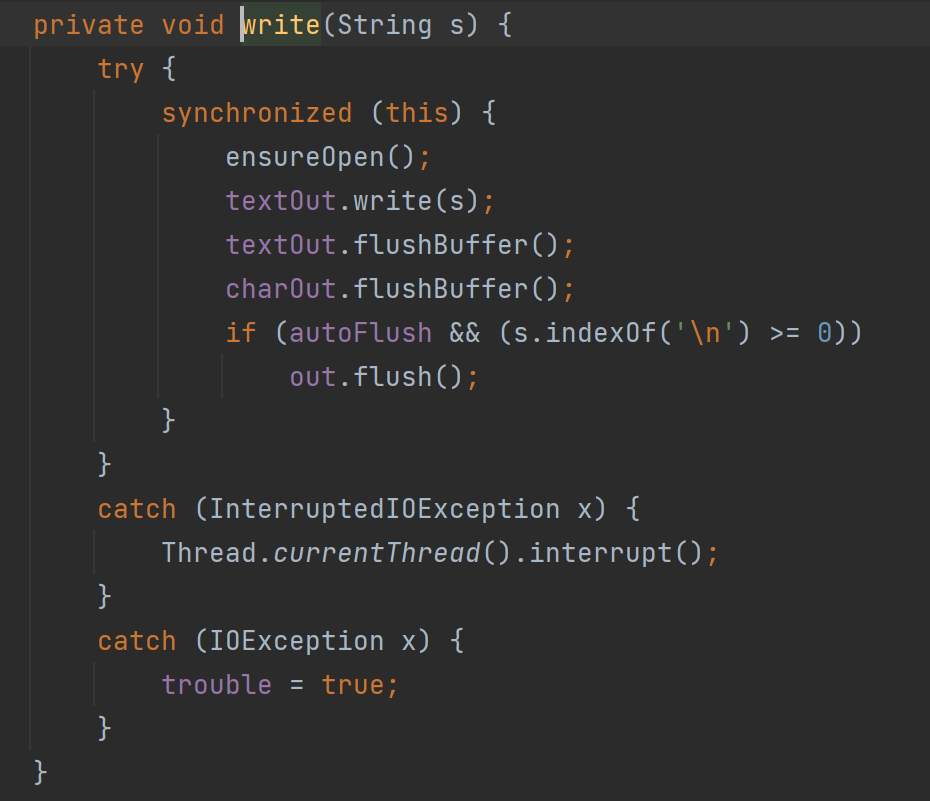 private void write(String s) {
    try {
        synchronized (this) {
            ensureOpen();
            textOut.write(s);
            textOut.flushBuffer();
            charOut.flushBuffer();
            if (autoFlush && (s.indexOf('\n') >= 0))
                out.flush();
        }
    }
    catch (InterruptedIOException x) {
        Thread.currentThread().interrupt();
    }
    catch (IOException x) {
        trouble = true;
    }
}